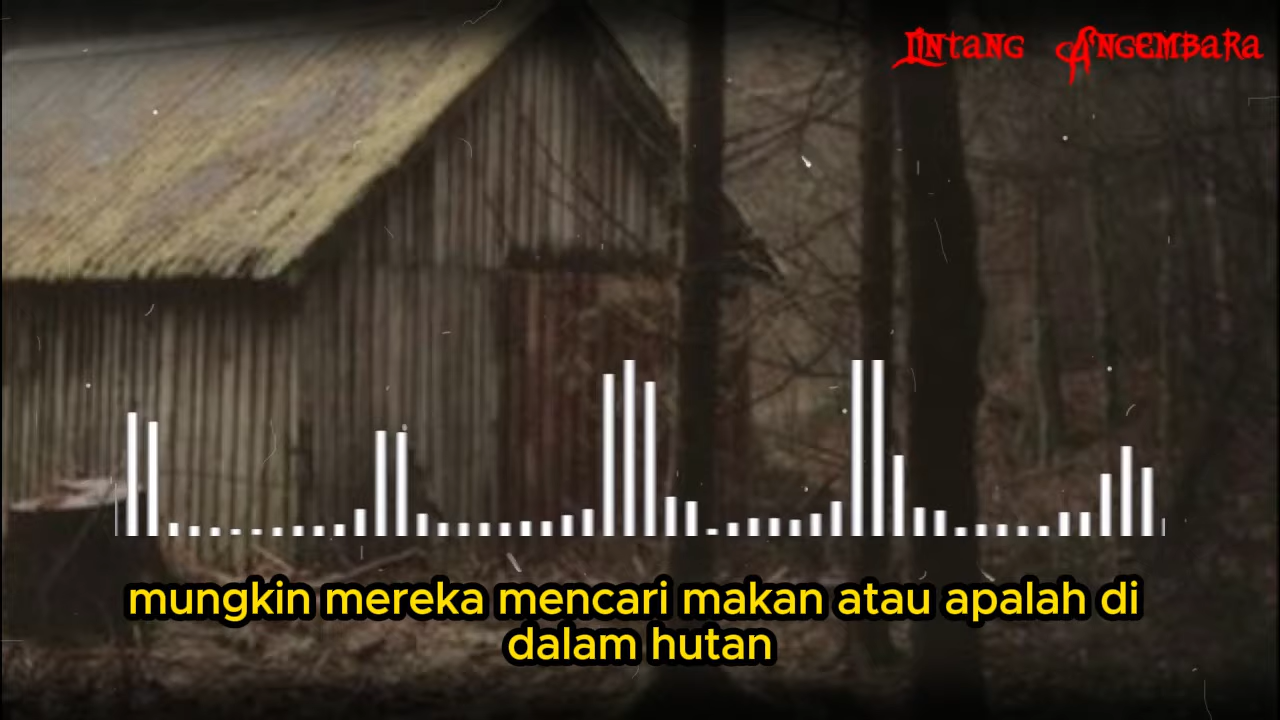 Lintang Angembara
mungkin mereka mencari makan atau apalah di
dalam hutan